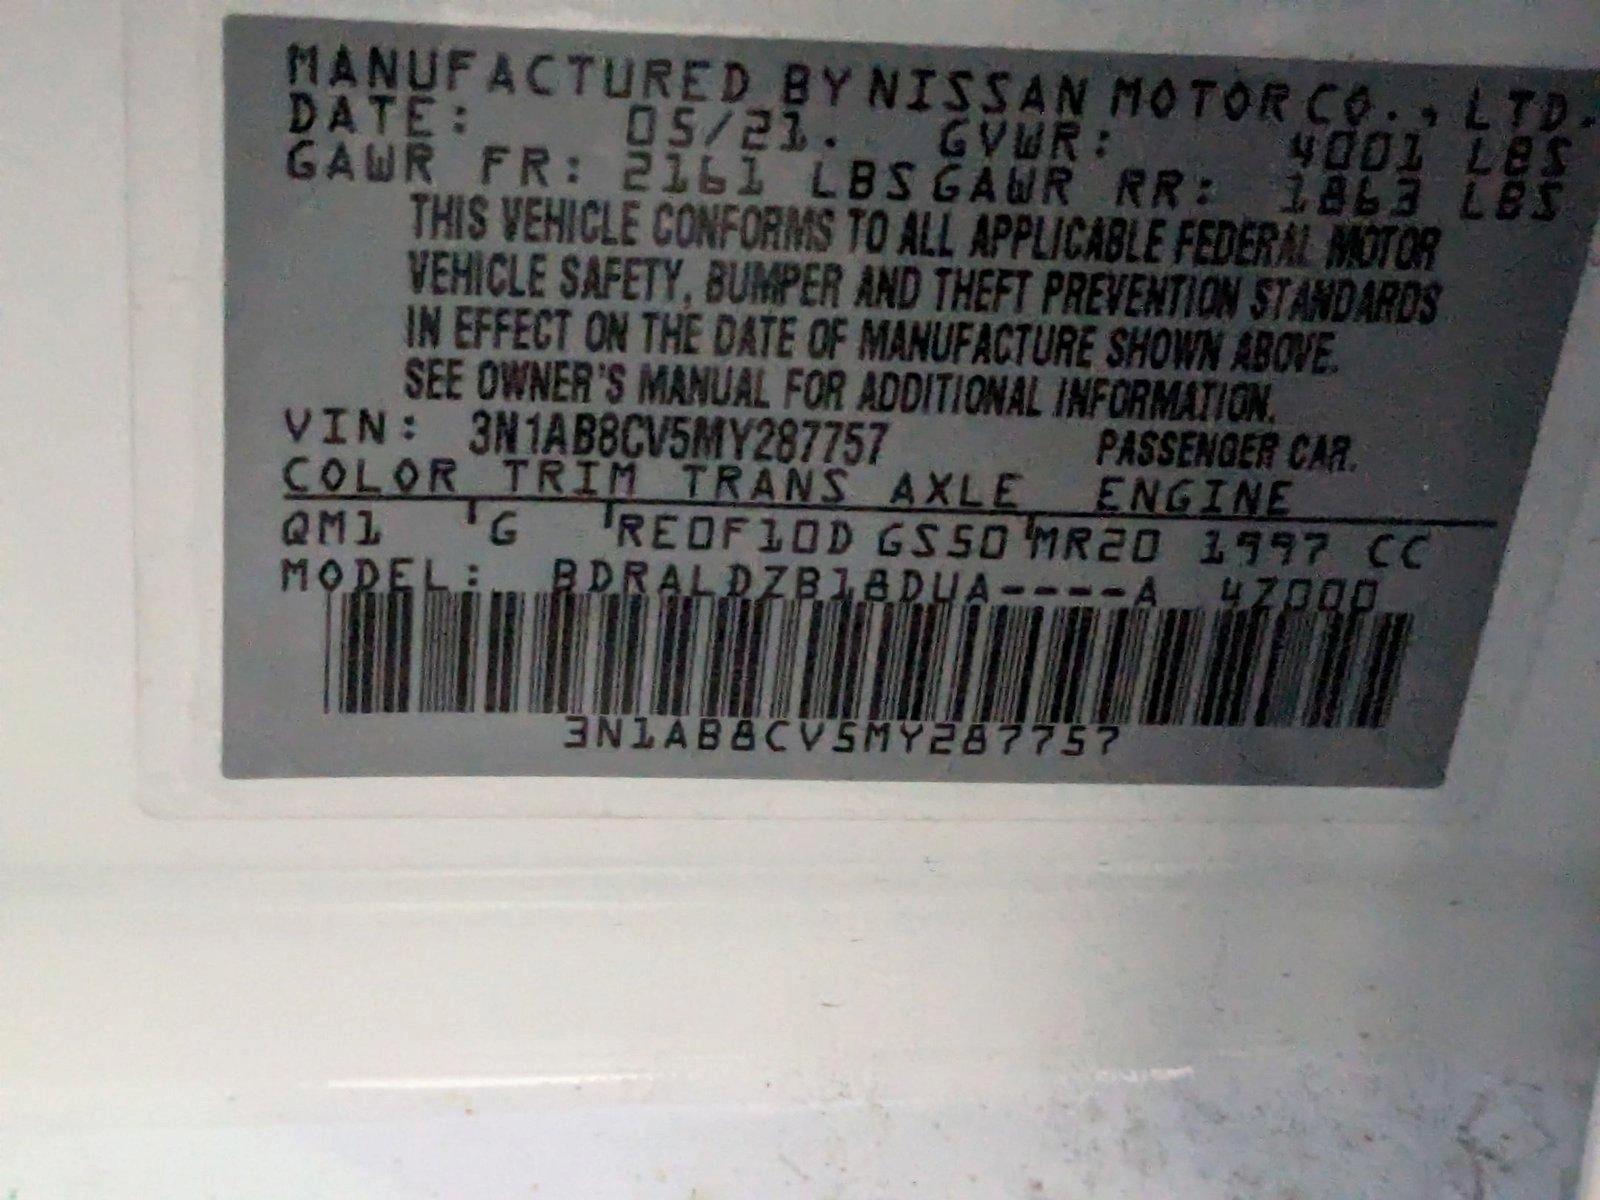 MANUFACTURED BY NISSAN MOTOR CO., LTD.
DATE: 05/21. GVWR: 4001 LBS
GAWR FR: 2161 LBS GAWR RR: 1863 LBS
THIS VEHICLE CONFORMS TO ALL APPLICABLE FEDERAL MOTOR
VEHICLE SAFETY, BUMPER AND THEFT PREVENTION STANDARDS
IN EFFECT ON THE DATE OF MANUFACTURE SHOWN ABOVE.
SEE OWNER'S MANUAL FOR ADDITIONAL INFORMATION.
VIN: 3N1AB8CV5MY287757 PASSENGER CAR.
COLOR TRIM TRANS AXLE ENGINE
QM1 G RE0F10D GS50 MR20 1997 CC
MODEL: BDRALDZB18DUA----A 4Z000
3N1AB8CV5MY287757